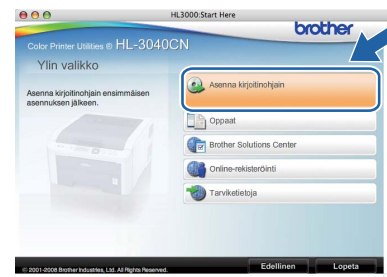 HL3000:Start Here
brother
Color Printer Utilities ® HL-3040CN
Ylin valikko
Asenna kirjoitinohjain ensimmäisen
asennuksen jälkeen.
Asenna kirjoitinohjain
Oppaat
Brother Solutions Center
Online-rekisteröinti
Tarviketietoja
© 2001-2008 Brother Industries, Ltd. All Rights Reserved.
Edellinen
Lopeta